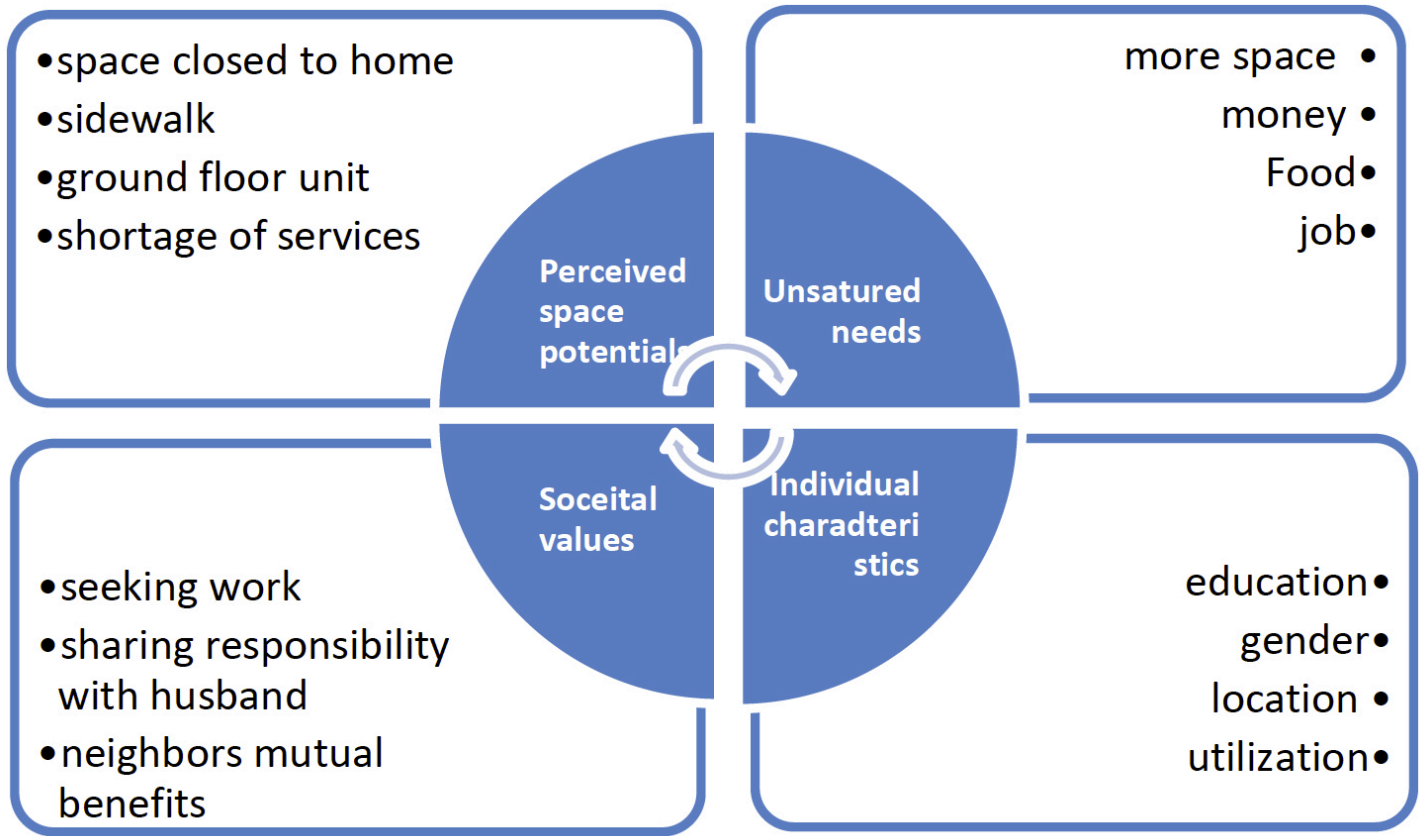 •space closed to home
•sidewalk
•ground floor unit
•shortage of services
more space •
money •
Food•
job•
Perceived
space
potentials
Unsatured
needs
Soceital
values
Individual
charadteri
stics
•seeking work
•sharing responsibility
with husband
•neighbors mutual
benefits
education•
gender•
location •
utilization•